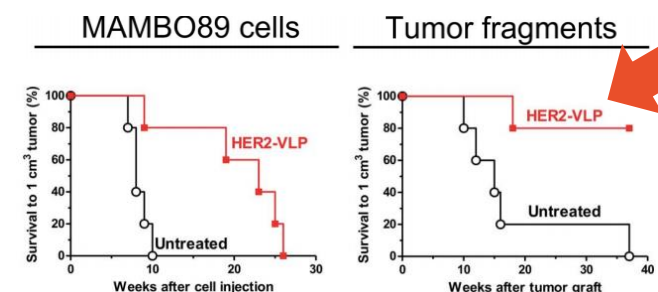 MAMBO89 cells
Tumor fragments
Survival to 1 cm³ tumor (%)
100
80
60
40
20
0
HER2-VLP
Untreated
0
10
20
30
Weeks after cell injection
Survival to 1 cm³ tumor (%)
100
80
60
40
20
0
HER2-VLP
Untreated
0
10
20
30
40
Weeks after tumor graft